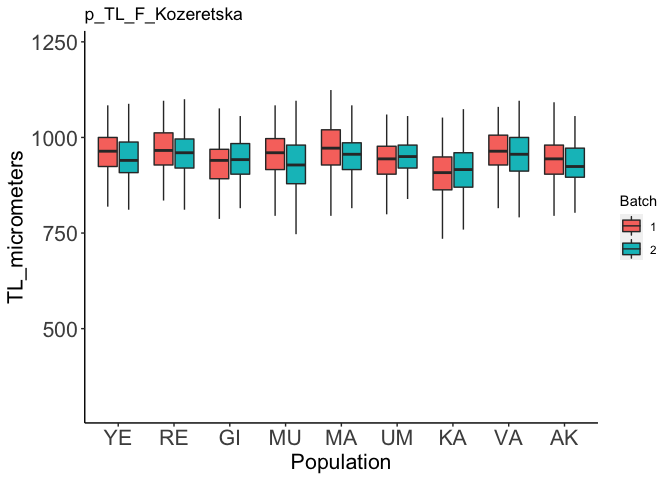 p_TL_F_Kozeretska
1250
1000
750
500
TL_micrometers
YE RE GI MU MA UM KA VA AK
Population
Batch
1
2